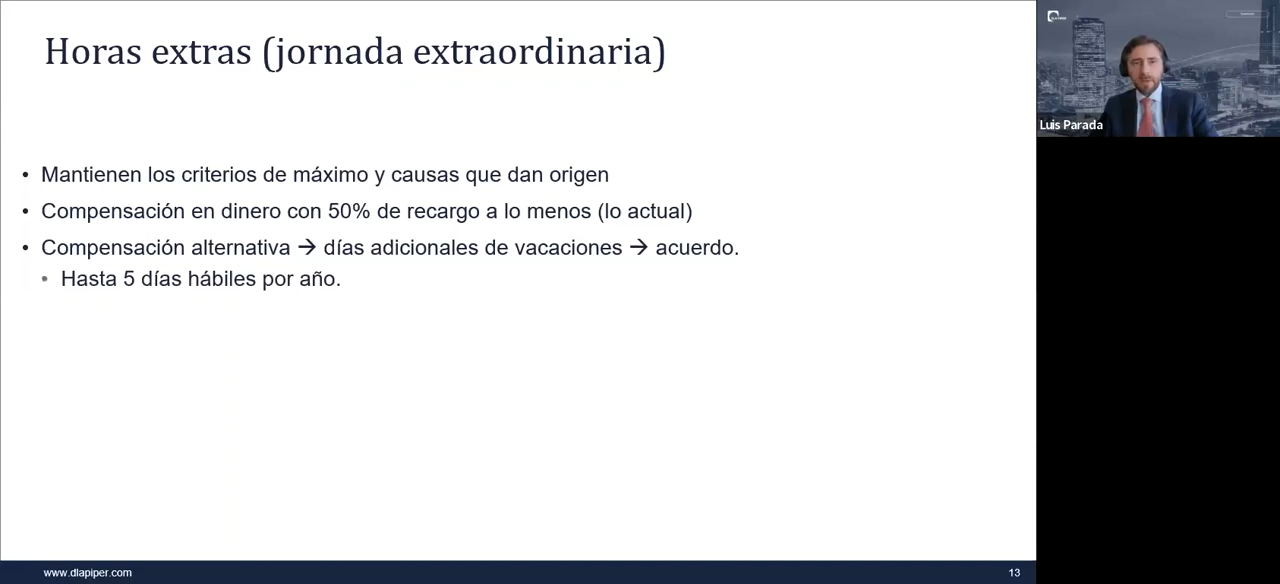 Horas extras (jornada extraordinaria)
• Mantienen los criterios de máximo y causas que dan origen
• Compensación en dinero con 50% de recargo a lo menos (lo actual)
• Compensación alternativa → días adicionales de vacaciones → acuerdo.
• Hasta 5 días hábiles por año.
www.dlapiper.com
13
Luis Parada